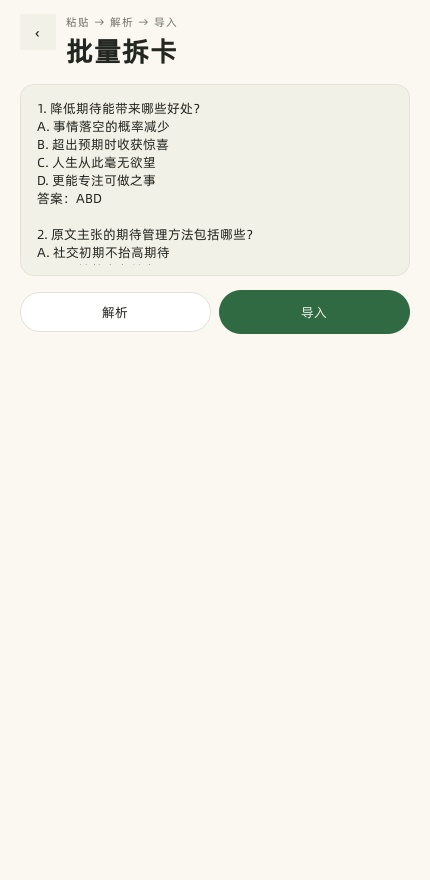 ‹
粘贴 → 解析 → 导入
批量拆卡
1. 降低期待能带来哪些好处？
A. 事情落空的概率减少
B. 超出预期时收获惊喜
C. 人生从此毫无欲望
D. 更能专注可做之事
答案：ABD
2. 原文主张的期待管理方法包括哪些？
A. 社交初期不抬高期待
解析
导入